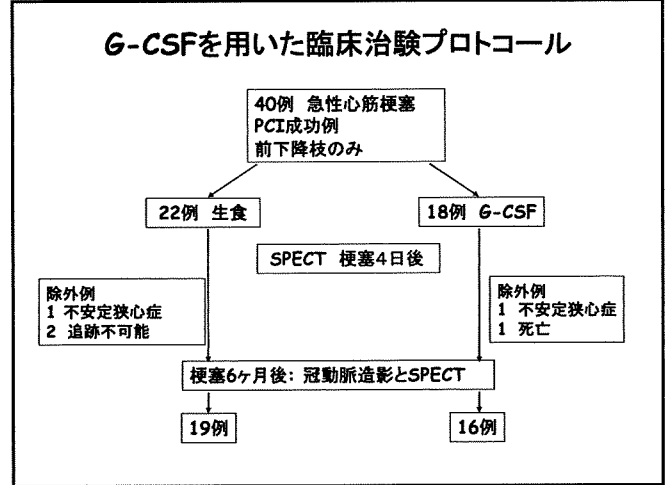 G-CSFを用いた臨床治験プロトコール
40例 急性心筋梗塞
PCI成功例
前下降枝のみ
22例 生食
18例 G-CSF
SPECT 梗塞4日後
除外例
1 不安定狭心症
2 追跡不可能
除外例
1 不安定狭心症
1 死亡
梗塞6ヶ月後: 冠動脈造影とSPECT
19例
16例